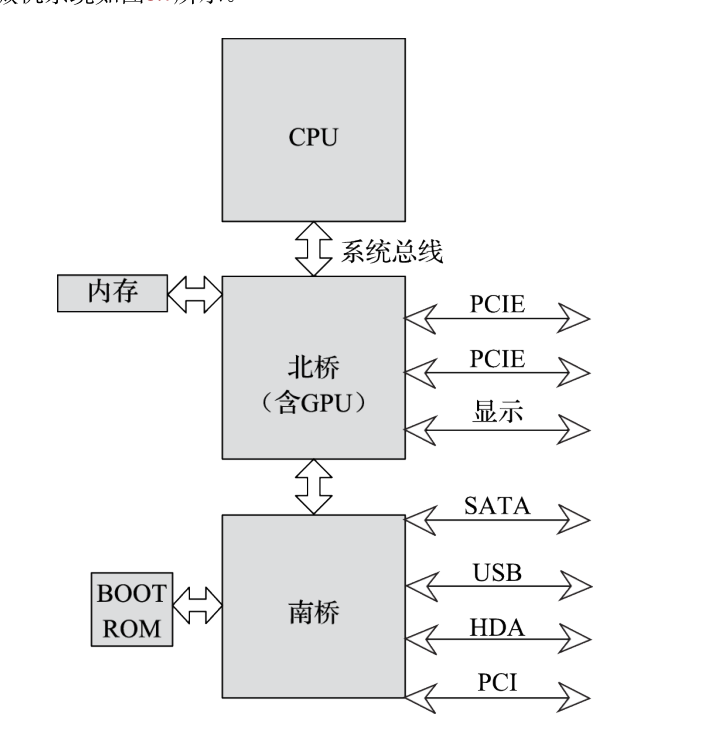 CPU
系统总线
内存
PCIE
PCIE
北桥
（含GPU）
显示
SATA
USB
BOOT
ROM
南桥
HDA
PCI